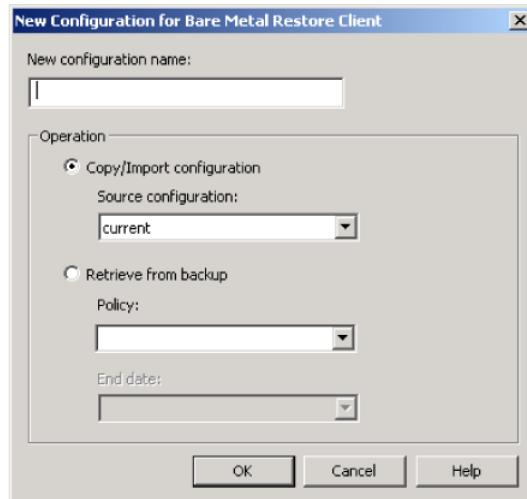 New Configuration for Bare Metal Restore Client
New configuration name:
Operation
Copy/Import configuration
Source configuration:
current
Retrieve from backup
Policy:
End date:
OK Cancel Help